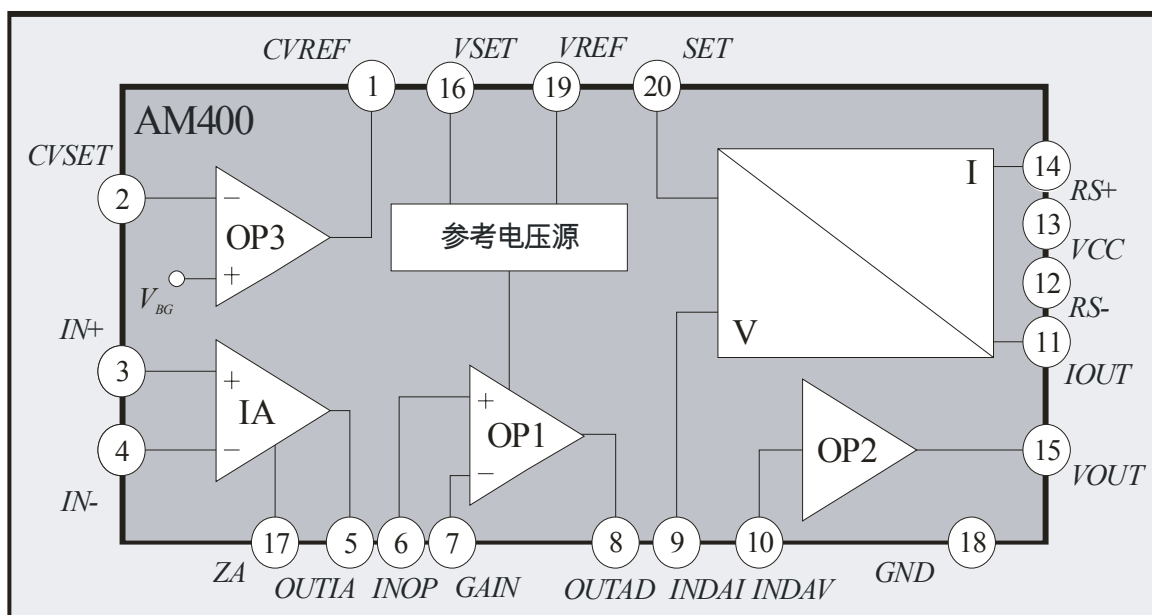 CVREF
VSET
VREF
SET
1
16
19
20
AM400
CVSET
2
OP3
−
+
V_BG
参考电压源
I
V
14
RS+
13
VCC
12
RS-
11
IOUT
IN+
3
IA
+
−
4
IN-
+
OP1
−
OP2
15
VOUT
17
5
6
7
8
9
10
18
ZA
OUTIA
INOP
GAIN
OUTAD
INDAI
INDAV
GND